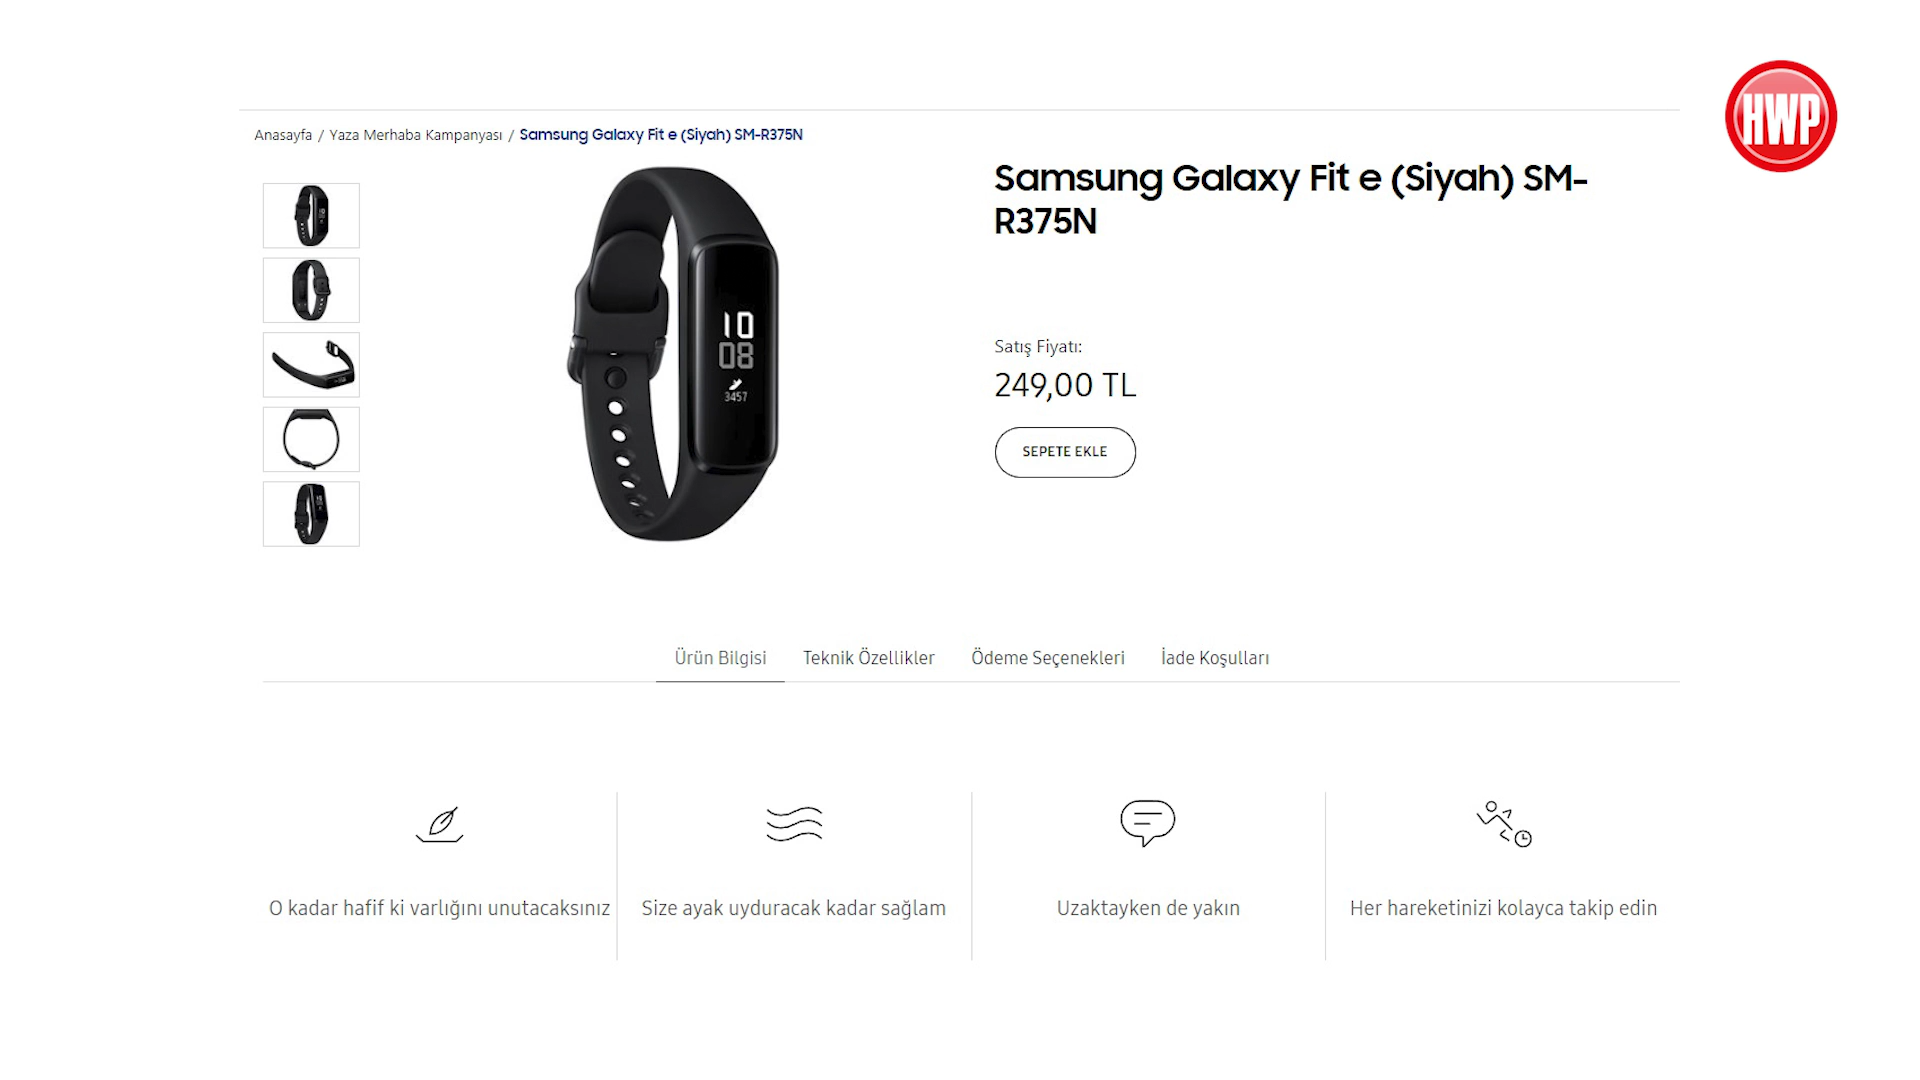 HWP
Anasayfa / Yaza Merhaba Kampanyası / Samsung Galaxy Fit e (Siyah) SM-R375N
Samsung Galaxy Fit e (Siyah) SM-
R375N
10
08
3457
Satış Fiyatı:
249,00 TL
SEPETE EKLE
Ürün Bilgisi Teknik Özellikler Ödeme Seçenekleri İade Koşulları
O kadar hafif ki varlığını unutacaksınız
Size ayak uyduracak kadar sağlam
Uzaktayken de yakın
Her hareketinizi kolayca takip edin